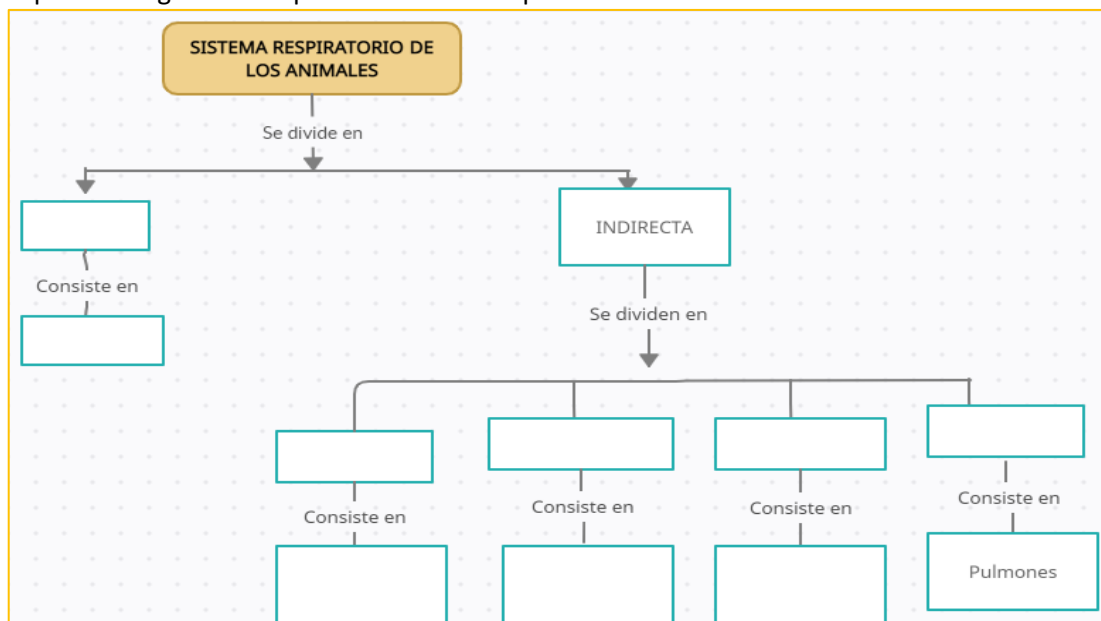 SISTEMA RESPIRATORIO DE
LOS ANIMALES
Se divide en
INDIRECTA
Consiste en
Se dividen en
Consiste en
Consiste en
Consiste en
Consiste en
Pulmones